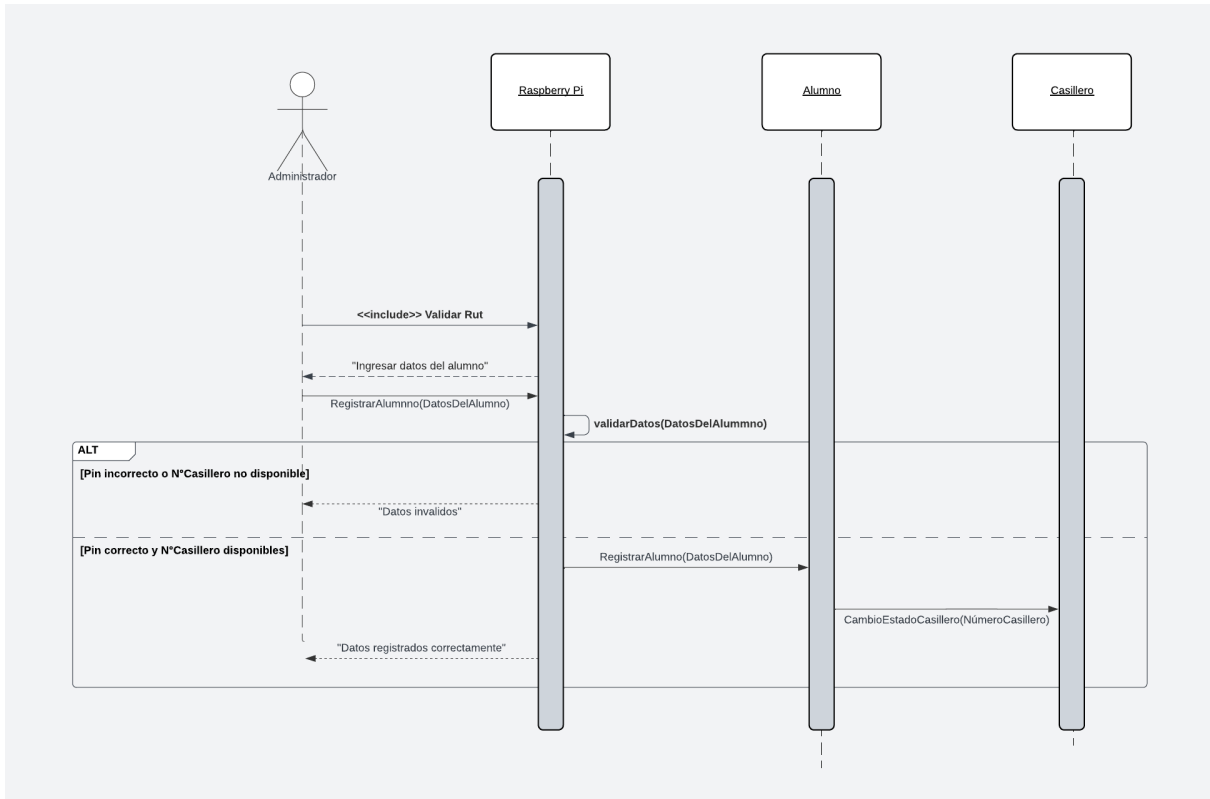 Raspberry Pi
Alumno
Casillero
Administrador
<<include>> Validar Rut
"Ingresar datos del alumno"
RegistrarAlumnno(DatosDelAlumno)
validarDatos(DatosDelAlummno)
ALT
[Pin incorrecto o N°Casillero no disponible]
"Datos invalidos"
[Pin correcto y N°Casillero disponibles]
RegistrarAlumno(DatosDelAlumno)
CambioEstadoCasillero(NúmeroCasillero)
"Datos registrados correctamente"